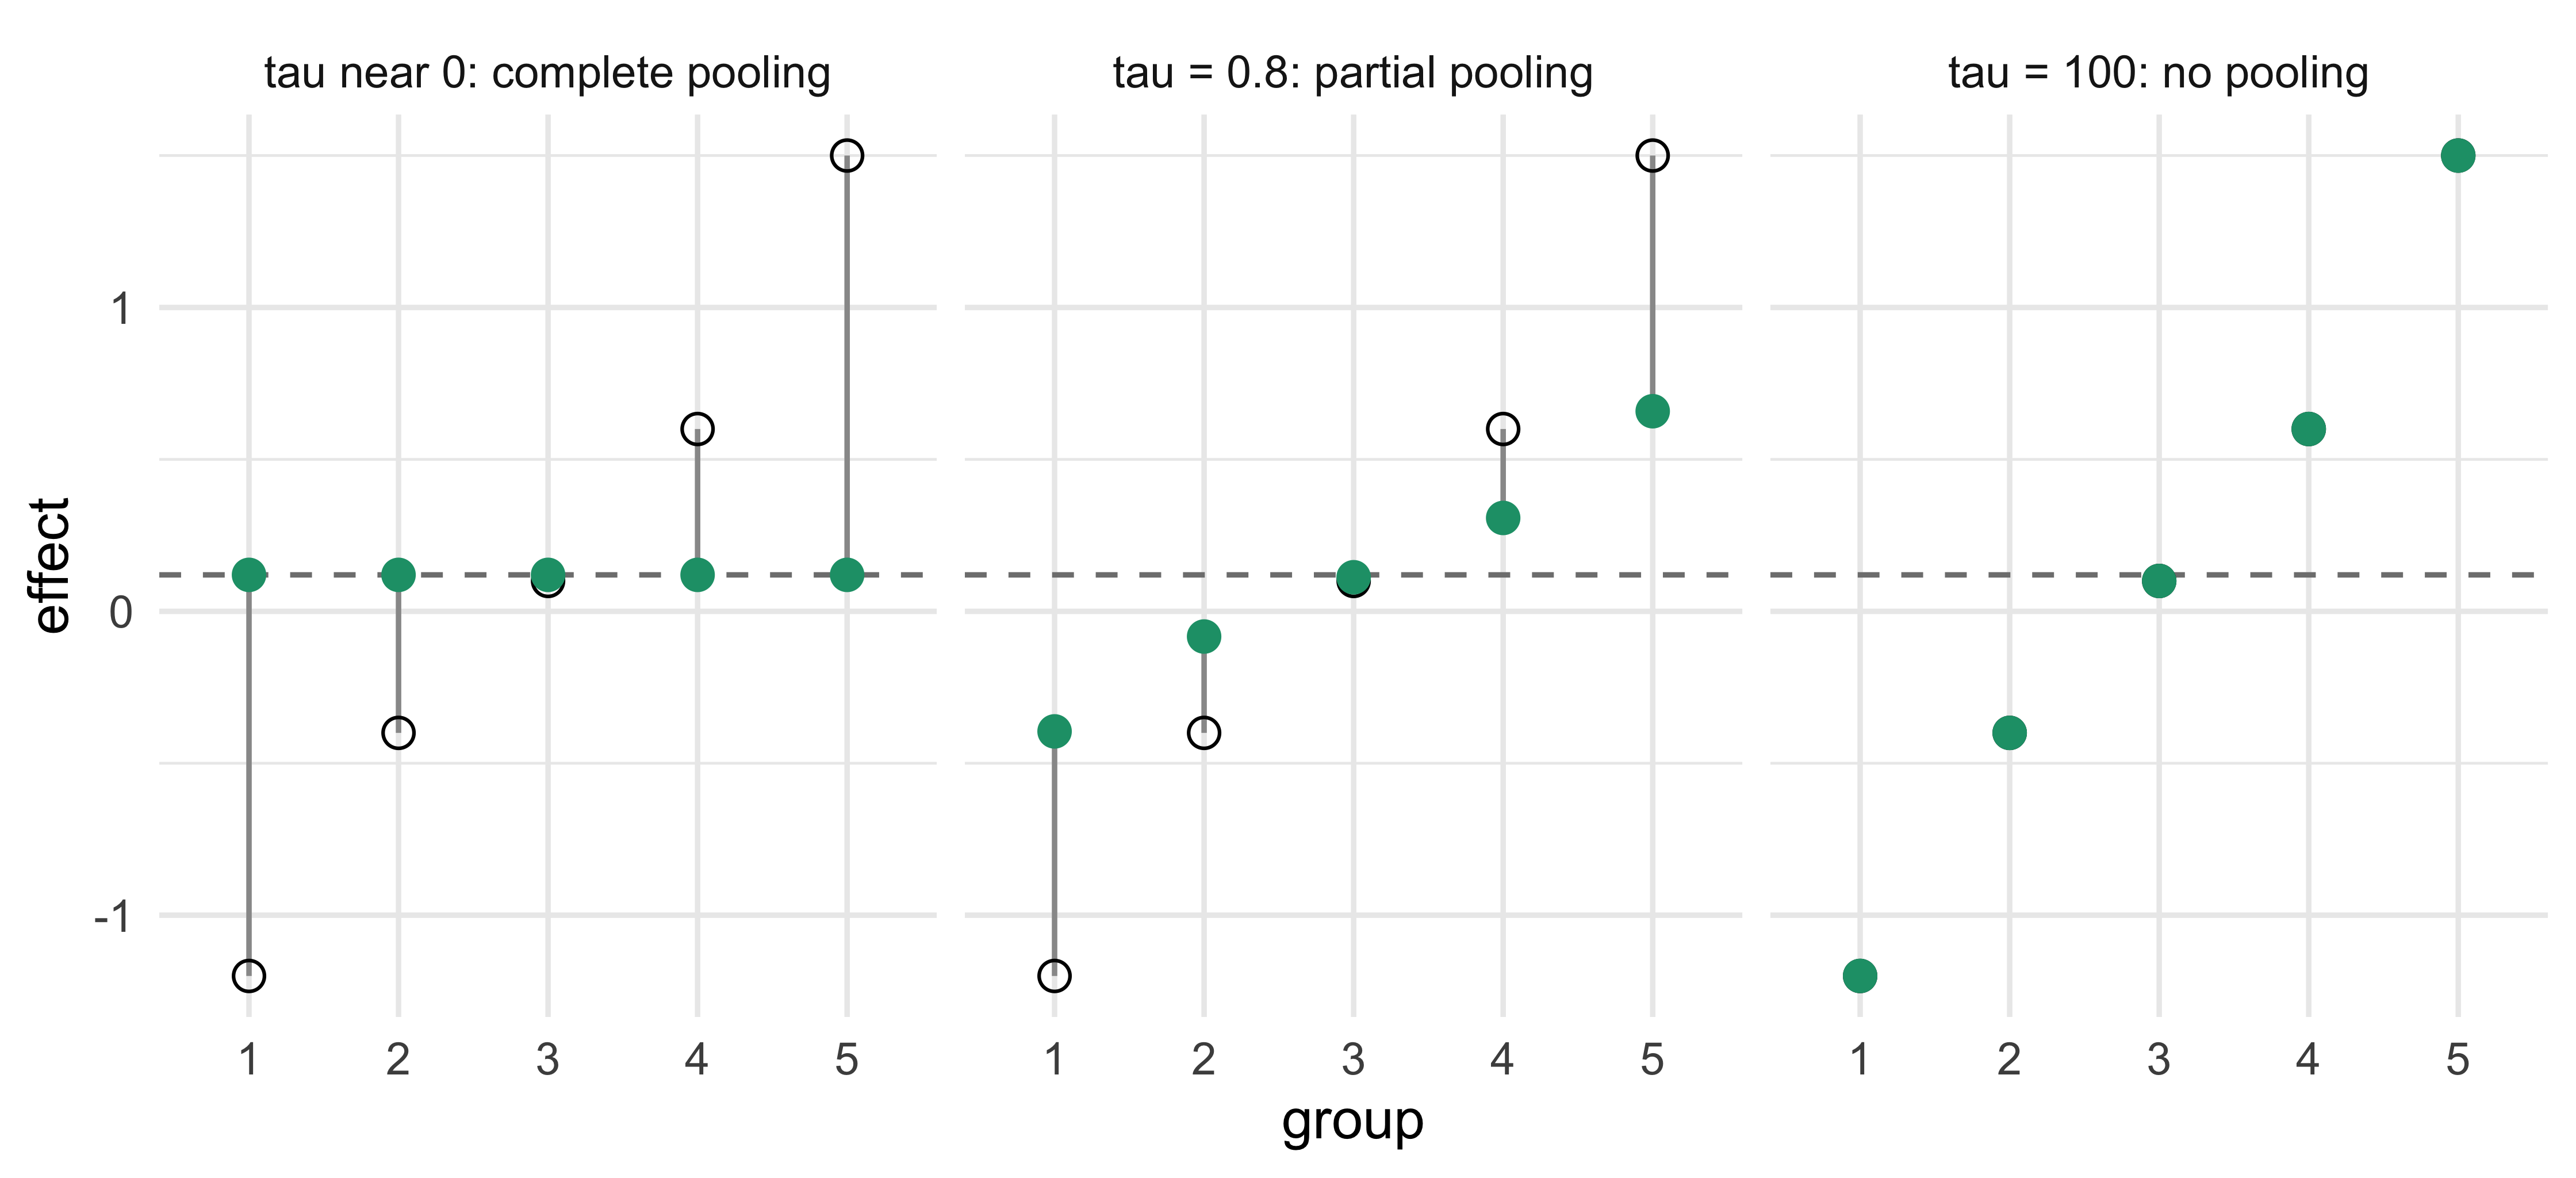 tau near 0: complete pooling
tau = 0.8: partial pooling
tau = 100: no pooling
effect
1
0
-1
1 2 3 4 5
1 2 3 4 5
1 2 3 4 5
group